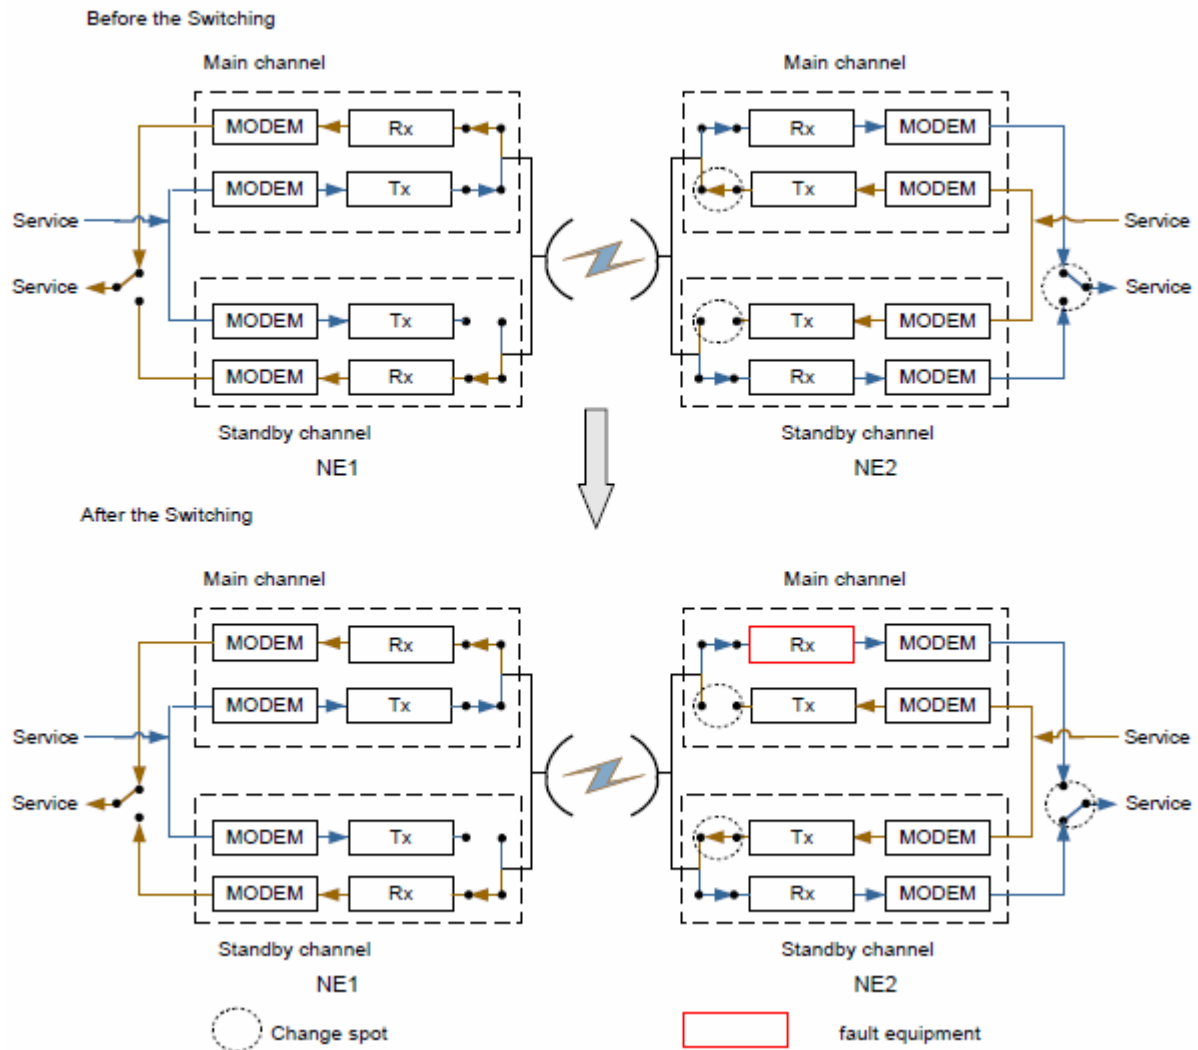 Before the Switching
Main channel Main channel
MODEM Rx Rx MODEM
MODEM Tx Tx MODEM
Service Service
Service Service
MODEM Tx Tx MODEM
MODEM Rx Rx MODEM
Standby channel Standby channel
NE1 NE2
After the Switching
Main channel Main channel
MODEM Rx Rx MODEM
MODEM Tx Tx MODEM
Service Service
Service Service
MODEM Tx Tx MODEM
MODEM Rx Rx MODEM
Standby channel Standby channel
NE1 NE2
Change spot fault equipment